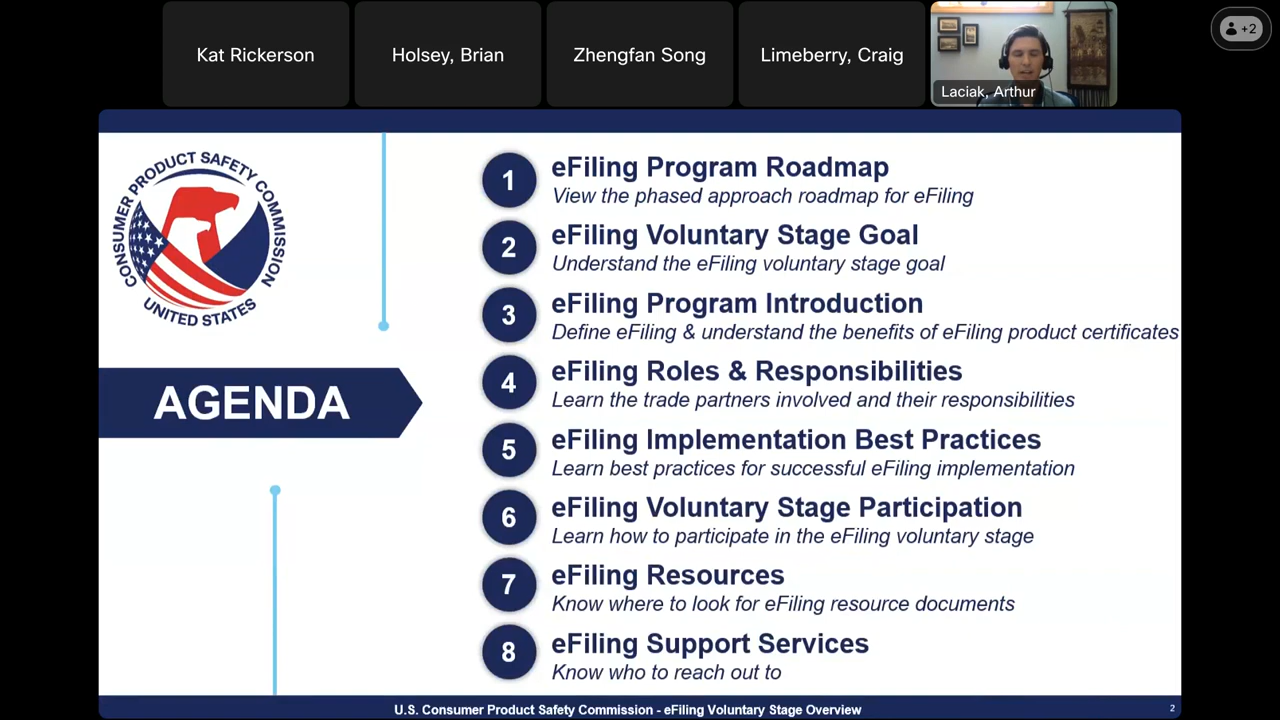 Kat Rickerson
Holsey, Brian
Zhengfan Song
Limeberry, Craig
Laciak, Arthur
+2
CONSUMER PRODUCT SAFETY COMMISSION
UNITED STATES
AGENDA
1
eFiling Program Roadmap
View the phased approach roadmap for eFiling
2
eFiling Voluntary Stage Goal
Understand the eFiling voluntary stage goal
3
eFiling Program Introduction
Define eFiling & understand the benefits of eFiling product certificates
4
eFiling Roles & Responsibilities
Learn the trade partners involved and their responsibilities
5
eFiling Implementation Best Practices
Learn best practices for successful eFiling implementation
6
eFiling Voluntary Stage Participation
Learn how to participate in the eFiling voluntary stage
7
eFiling Resources
Know where to look for eFiling resource documents
8
eFiling Support Services
Know who to reach out to
U.S. Consumer Product Safety Commission - eFiling Voluntary Stage Overview
2